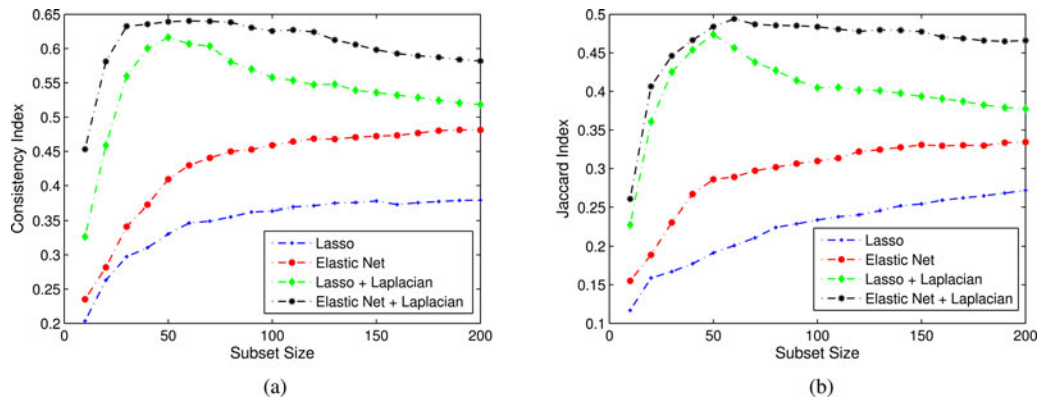 0.65
0.6
0.55
0.5
0.45
0.4
0.35
0.3
0.25
0.2
0
50
100
150
200
Consistency Index
Subset Size
Lasso
Elastic Net
Lasso + Laplacian
Elastic Net + Laplacian
(a)
0.5
0.45
0.4
0.35
0.3
0.25
0.2
0.15
0.1
0
50
100
150
200
Jaccard Index
Subset Size
Lasso
Elastic Net
Lasso + Laplacian
Elastic Net + Laplacian
(b)